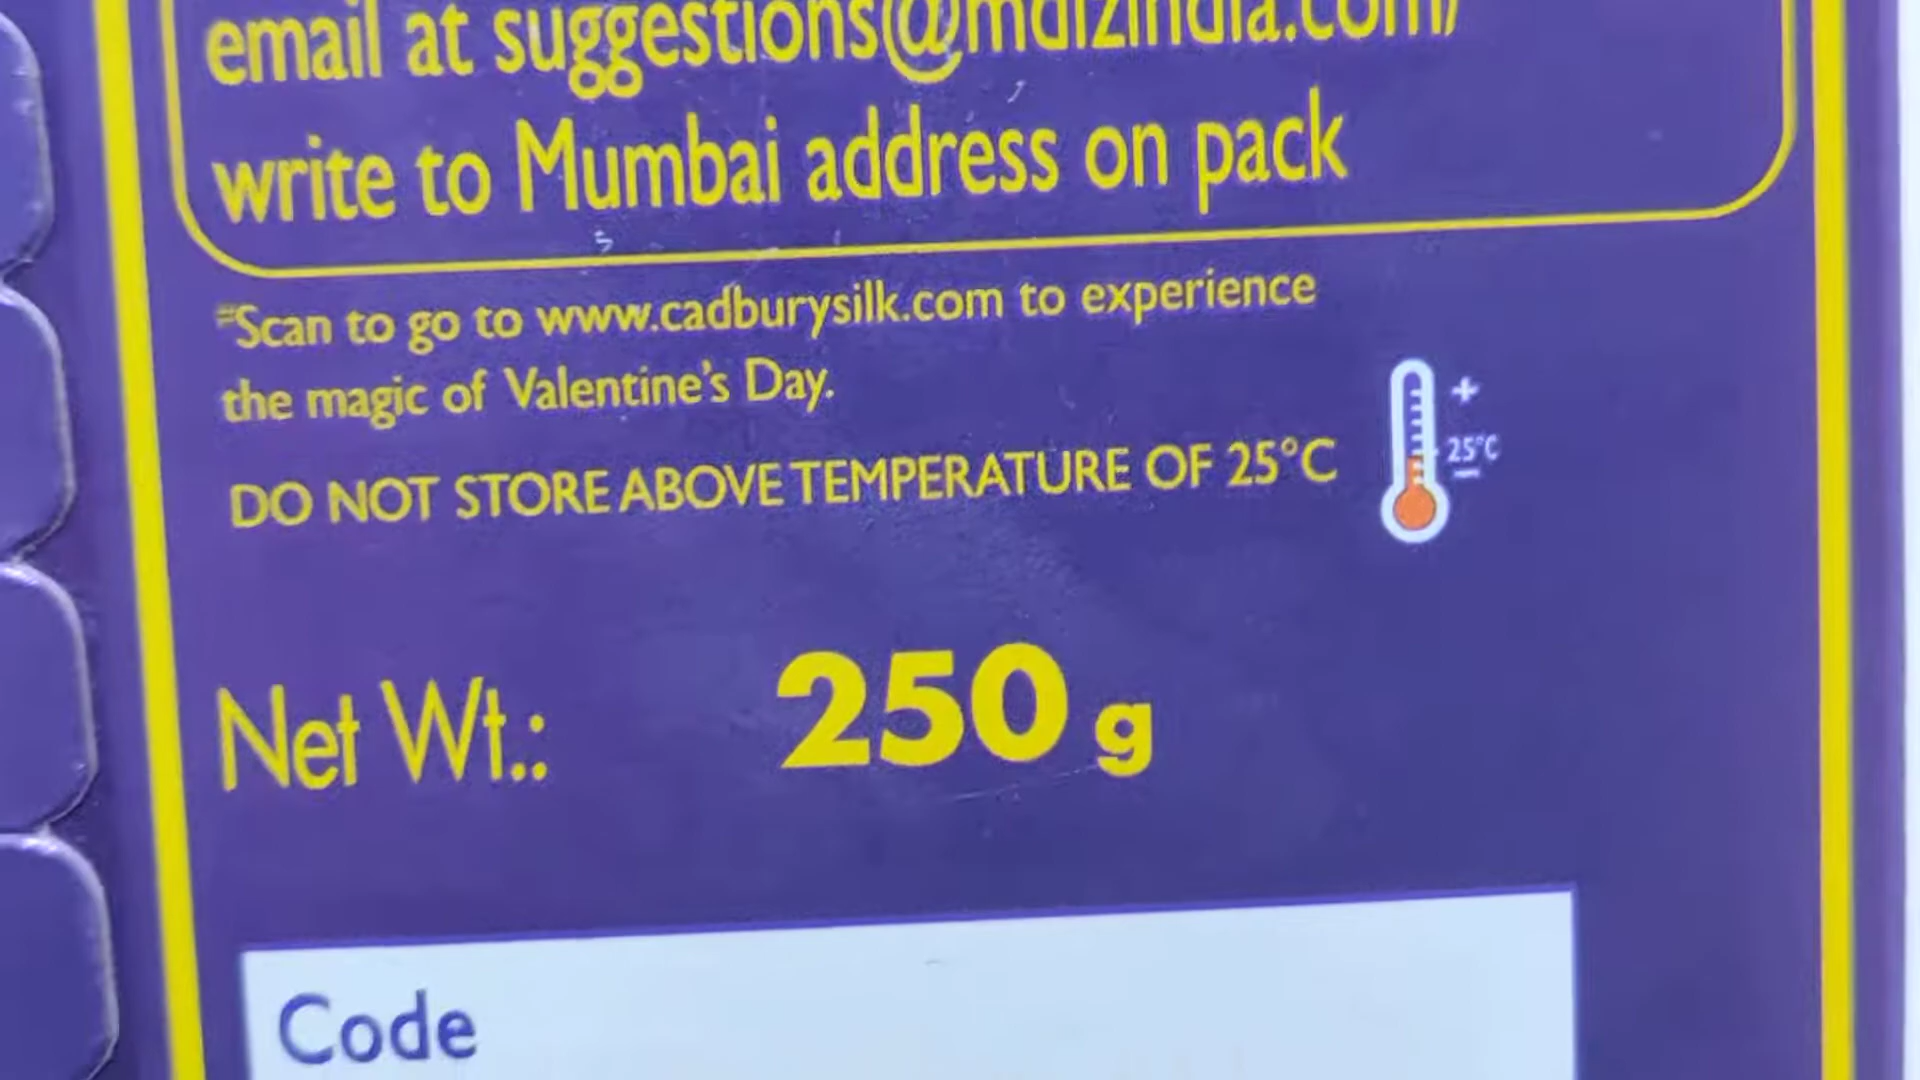 email at suggestions@mdlzindia.com/
write to Mumbai address on pack
#Scan to go to www.cadburysilk.com to experience
the magic of Valentine's Day.
DO NOT STORE ABOVE TEMPERATURE OF 25°C
+
25°C
−
Net Wt.: 250 g
Code